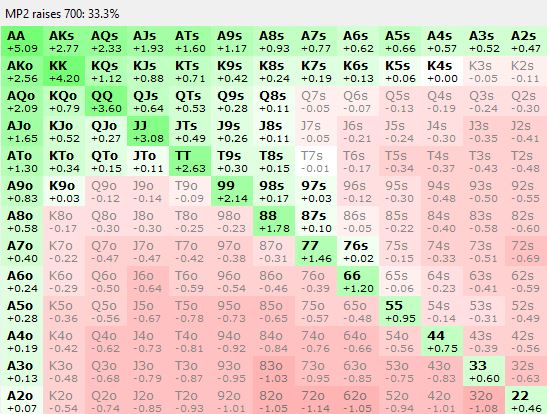 MP2 raises 700: 33.3%
AA AKs AQs AJs ATs A9s A8s A7s A6s A5s A4s A3s A2s
+5.09 +2.77 +2.33 +1.93 +1.60 +1.17 +0.93 +0.77 +0.62 +0.66 +0.57 +0.52 +0.47
AKo KK KQs KJs KTs K9s K8s K7s K6s K5s K4s K3s K2s
+2.56 +4.20 +1.12 +0.88 +0.71 +0.42 +0.24 +0.19 +0.13 +0.06 +0.00 -0.05 -0.11
AQo KQo QQ QJs QTs Q9s Q8s Q7s Q6s Q5s Q4s Q3s Q2s
+2.09 +0.79 +3.60 +0.64 +0.53 +0.28 +0.11 -0.05 -0.07 -0.13 -0.19 -0.24 -0.30
AJo KJo QJo JJ JTs J9s J8s J7s J6s J5s J4s J3s J2s
+1.65 +0.52 +0.27 +3.08 +0.49 +0.26 +0.11 -0.05 -0.21 -0.24 -0.30 -0.35 -0.41
ATo KTo QTo JTo TT T9s T8s T7s T6s T5s T4s T3s T2s
+1.30 +0.34 +0.15 +0.11 +2.63 +0.30 +0.15 -0.01 -0.17 -0.34 -0.37 -0.43 -0.48
A9o K9o Q9o J9o T9o 99 98s 97s 96s 95s 94s 93s 92s
+0.83 +0.03 -0.12 -0.14 -0.09 +2.14 +0.17 +0.03 -0.12 -0.30 -0.48 -0.50 -0.55
A8o K8o Q8o J8o T8o 98o 88 87s 86s 85s 84s 83s 82s
+0.58 -0.17 -0.30 -0.30 -0.25 -0.23 +1.78 +0.10 -0.05 -0.22 -0.40 -0.58 -0.60
A7o K7o Q7o J7o T7o 97o 87o 77 76s 75s 74s 73s 72s
+0.40 -0.22 -0.47 -0.47 -0.42 -0.38 -0.31 +1.46 +0.02 -0.15 -0.33 -0.51 -0.69
A6o K6o Q6o J6o T6o 96o 86o 76o 66 65s 64s 63s 62s
+0.24 -0.29 -0.50 -0.64 -0.59 -0.54 -0.46 -0.39 +1.20 -0.06 -0.23 -0.41 -0.59
A5o K5o Q5o J5o T5o 95o 85o 75o 65o 55 54s 53s 52s
+0.28 -0.36 -0.56 -0.67 -0.78 -0.73 -0.65 -0.57 -0.48 +0.95 -0.14 -0.31 -0.49
A4o K4o Q4o J4o T4o 94o 84o 74o 64o 54o 44 43s 42s
+0.19 -0.42 -0.62 -0.73 -0.81 -0.92 -0.84 -0.76 -0.66 -0.56 +0.75 -0.39 -0.56
A3o K3o Q3o J3o T3o 93o 83o 73o 63o 53o 43o 33 32s
+0.13 -0.48 -0.68 -0.79 -0.87 -0.95 -1.03 -0.95 -0.85 -0.75 -0.83 +0.60 -0.63
A2o K2o Q2o J2o T2o 92o 82o 72o 62o 52o 42o 32o 22
+0.07 -0.54 -0.74 -0.85 -0.93 -1.01 -1.05 -1.14 -1.05 -0.94 -1.01 -1.08 +0.46